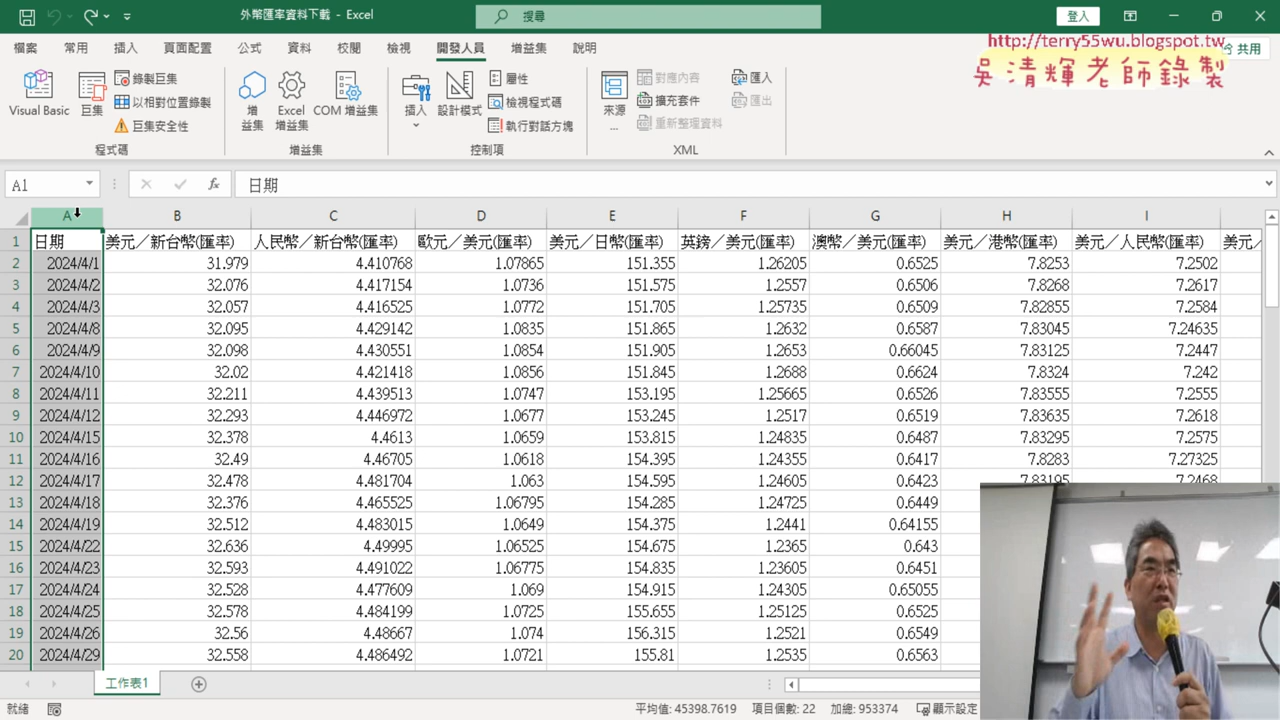 外幣匯率資料下載 - Excel
搜尋
登入
檔案 常用 插入 頁面配置 公式 資料 校閱 檢視 開發人員 增益集 說明
共用
http://terry55wu.blogspot.tw
吳清輝老師錄製
Visual Basic
巨集
錄製巨集
以相對位置錄製
巨集安全性
程式碼
增益集
Excel 增益集
COM 增益集
增益集
插入
設計模式
屬性
檢視程式碼
執行對話方塊
控制項
來源...
對應內容
擴充套件
重新整理資料
匯入
匯出
XML
A1 fx 日期
A B C D E F G H I
1 日期 美元／新台幣(匯率) 人民幣／新台幣(匯率) 歐元／美元(匯率) 美元／日幣(匯率) 英鎊／美元(匯率) 澳幣／美元(匯率) 美元／港幣(匯率) 美元／人民幣(匯率) 美元／
2 2024/4/1 31.979 4.410768 1.07865 151.355 1.26205 0.6525 7.8253 7.2502
3 2024/4/2 32.076 4.417154 1.0736 151.575 1.2557 0.6506 7.8268 7.2617
4 2024/4/3 32.057 4.416525 1.0772 151.705 1.25735 0.6509 7.82855 7.2584
5 2024/4/8 32.095 4.429142 1.0835 151.865 1.2632 0.6587 7.83045 7.24635
6 2024/4/9 32.098 4.430551 1.0854 151.905 1.2653 0.66045 7.83125 7.2447
7 2024/4/10 32.02 4.421418 1.0856 151.845 1.2688 0.6624 7.8324 7.242
8 2024/4/11 32.211 4.439513 1.0747 153.195 1.25665 0.6526 7.83555 7.2555
9 2024/4/12 32.293 4.446972 1.0677 153.245 1.2517 0.6519 7.83635 7.2618
10 2024/4/15 32.378 4.4613 1.0659 153.815 1.24835 0.6487 7.83295 7.2575
11 2024/4/16 32.49 4.46705 1.0618 154.395 1.24355 0.6417 7.8283 7.27325
12 2024/4/17 32.478 4.481704 1.063 154.595 1.24605 0.6423 7.83195 7.2468
13 2024/4/18 32.376 4.465525 1.06795 154.285 1.24725 0.6449
14 2024/4/19 32.512 4.483015 1.0649 154.375 1.2441 0.64155
15 2024/4/22 32.636 4.49995 1.06525 154.675 1.2365 0.643
16 2024/4/23 32.593 4.491022 1.06775 154.835 1.23605 0.6451
17 2024/4/24 32.528 4.477609 1.069 154.915 1.24305 0.65055
18 2024/4/25 32.578 4.484199 1.0725 155.655 1.25125 0.6525
19 2024/4/26 32.56 4.48667 1.074 156.315 1.2521 0.6549
20 2024/4/29 32.558 4.486492 1.0721 155.81 1.2535 0.6563
工作表1
就緒 平均值: 45398.7619 項目個數: 22 加總: 953374 顯示設定